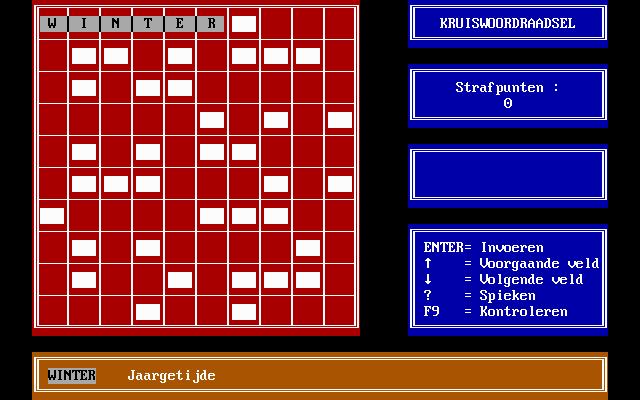 W I N T E R
KRUISWOORDRAADSEL
Strafpunten :
0
ENTER= Invoeren
↑ = Voorgaande veld
↓ = Volgende veld
? = Spieken
F9 = Kontroleren
WINTER Jaargetijde